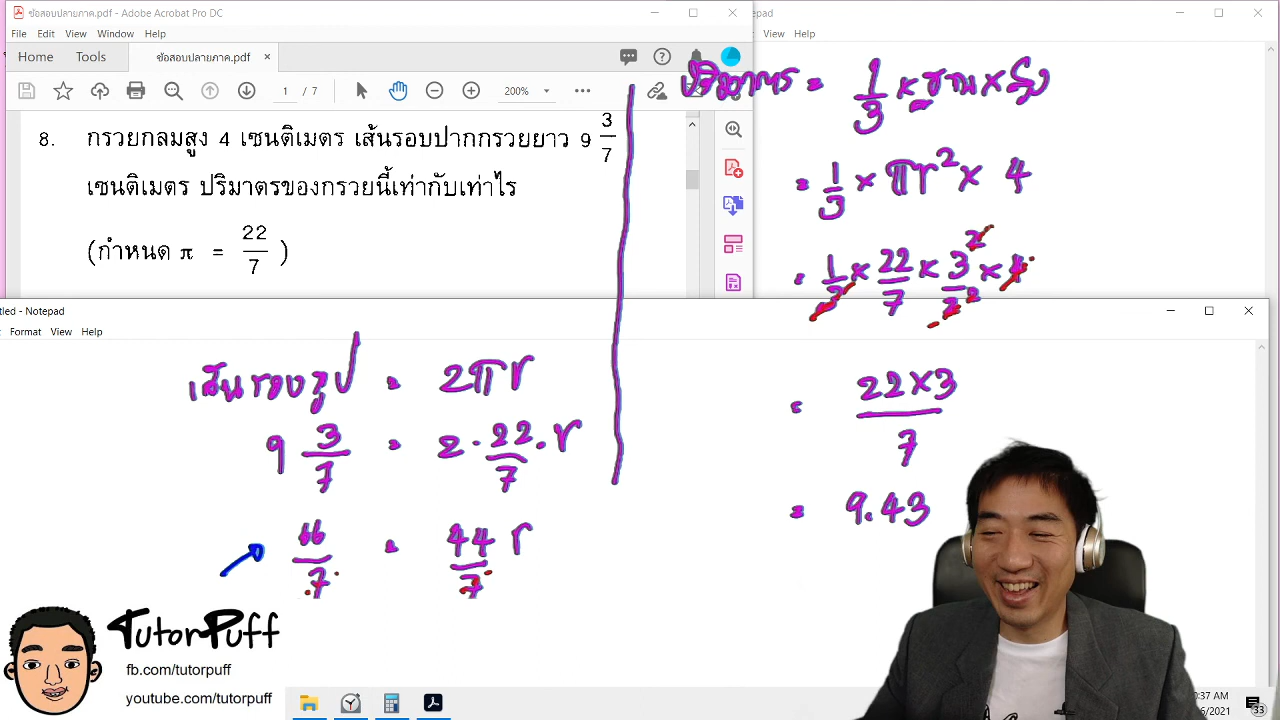 ข้อสอบปลายภาค.pdf - Adobe Acrobat Pro DC
File Edit View Window Help
Home Tools ข้อสอบปลายภาค.pdf ×
1 / 7 200%
8. กรวยกลมสูง 4 เซนติเมตร เส้นรอบปากกรวยยาว 9 3/7
เซนติเมตร ปริมาตรของกรวยนี้เท่ากับเท่าไร
(กำหนด π = 22/7 )
View Help
ปริมาตร = 1/3 × ฐาน × สูง
= 1/3 × πr² × 4
= 1/3 × 22/7 × 3²/2² × 4
= 22×3/7
= 9.43
- Notepad
Format View Help
เส้นรอบรูป = 2πr
9 3/7 = 2 · 22/7 · r
66/7 = 44/7 r
TutorPuff
fb.com/tutorpuff
youtube.com/tutorpuff
:37 AM
/2021
33